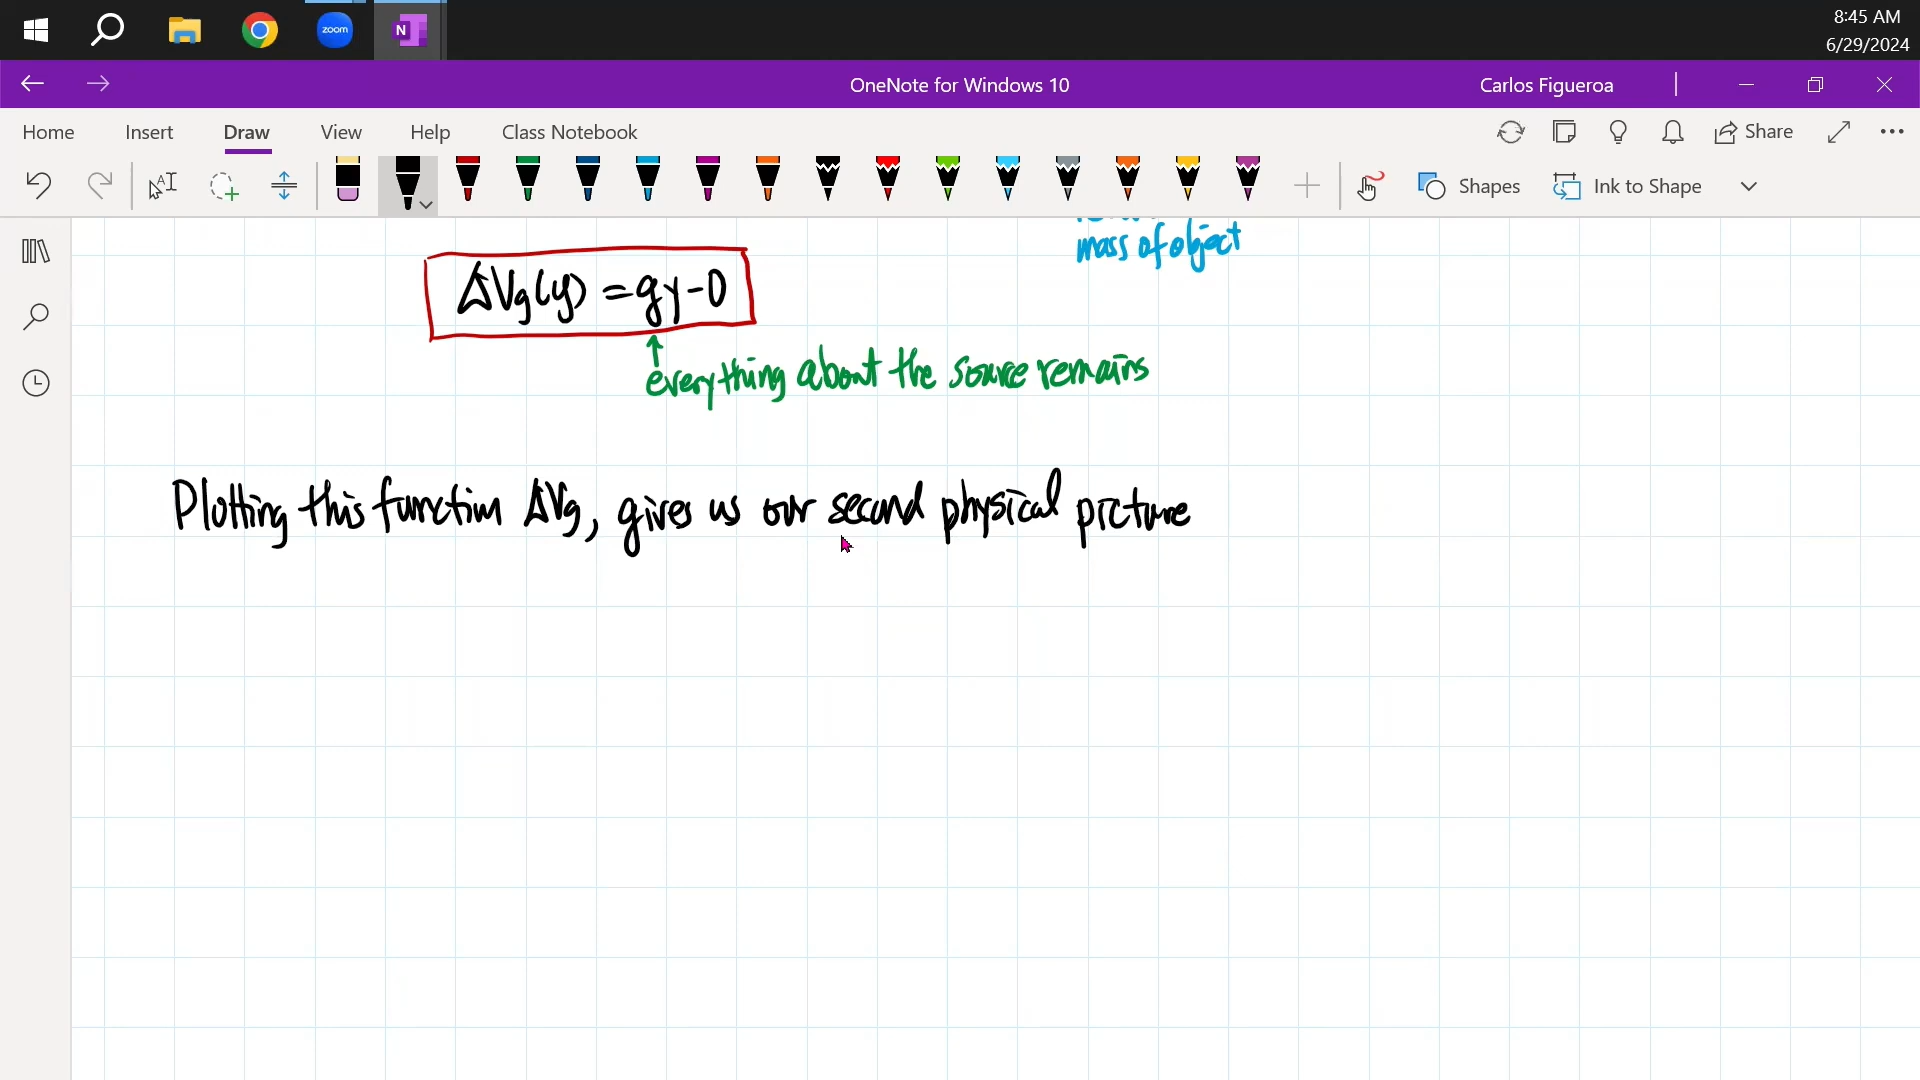 zoom
N
8:45 AM
6/29/2024
OneNote for Windows 10
Carlos Figueroa
Home Insert Draw View Help Class Notebook
Share
Shapes
Ink to Shape
mass of object
ΔVg(y) = gy - 0
everything about the source remains
Plotting this function ΔVg, gives us our second physical picture